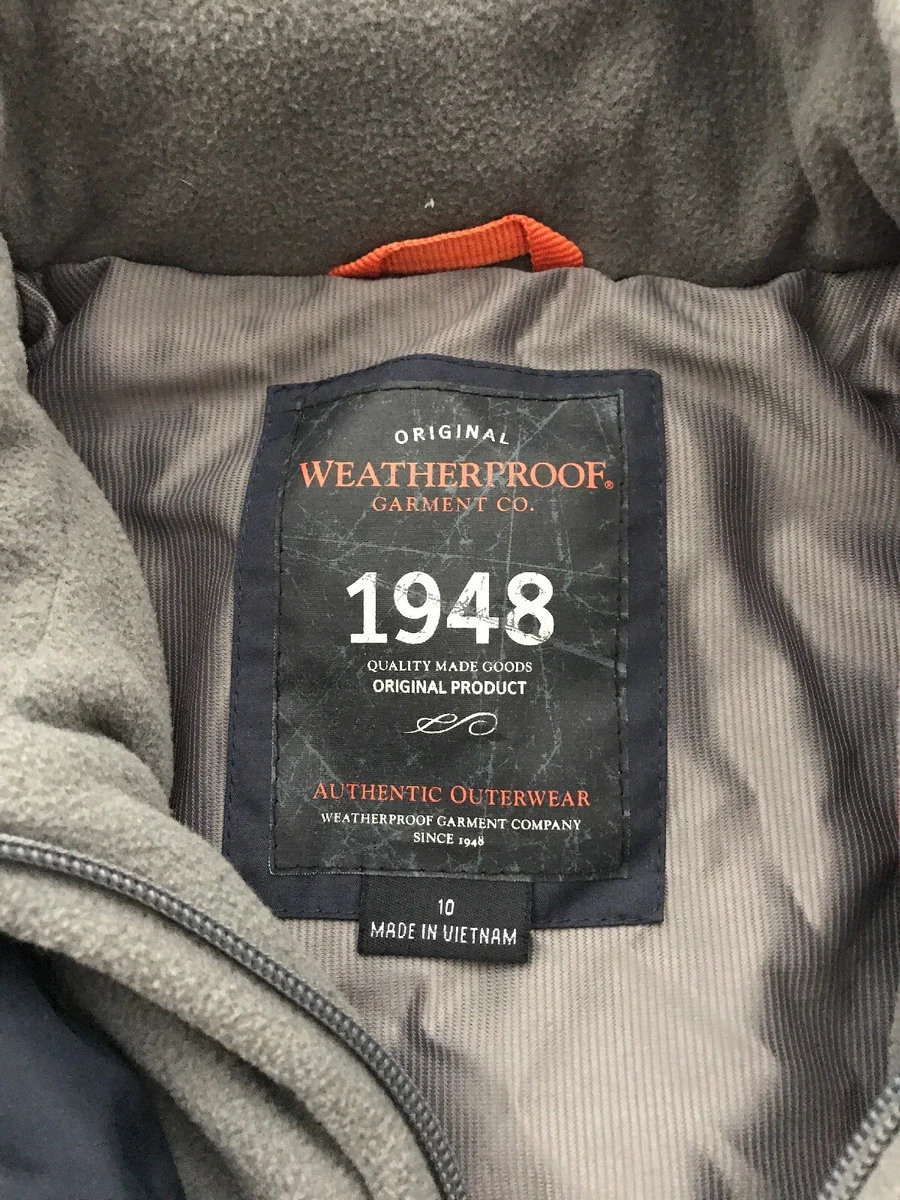 ORIGINAL
WEATHERPROOF®
GARMENT CO.
1948
QUALITY MADE GOODS
ORIGINAL PRODUCT
AUTHENTIC OUTERWEAR
WEATHERPROOF GARMENT COMPANY
SINCE 1948
10
MADE IN VIETNAM